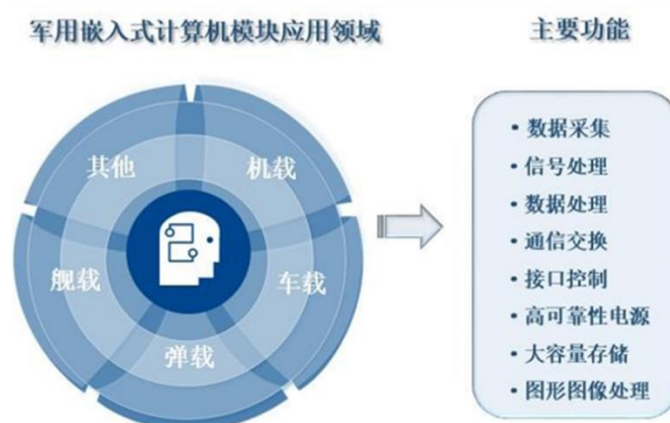 军用嵌入式计算机模块应用领域
主要功能
其他
机载
舰载
车载
弹载
• 数据采集
• 信号处理
• 数据处理
• 通信交换
• 接口控制
• 高可靠性电源
• 大容量存储
• 图形图像处理